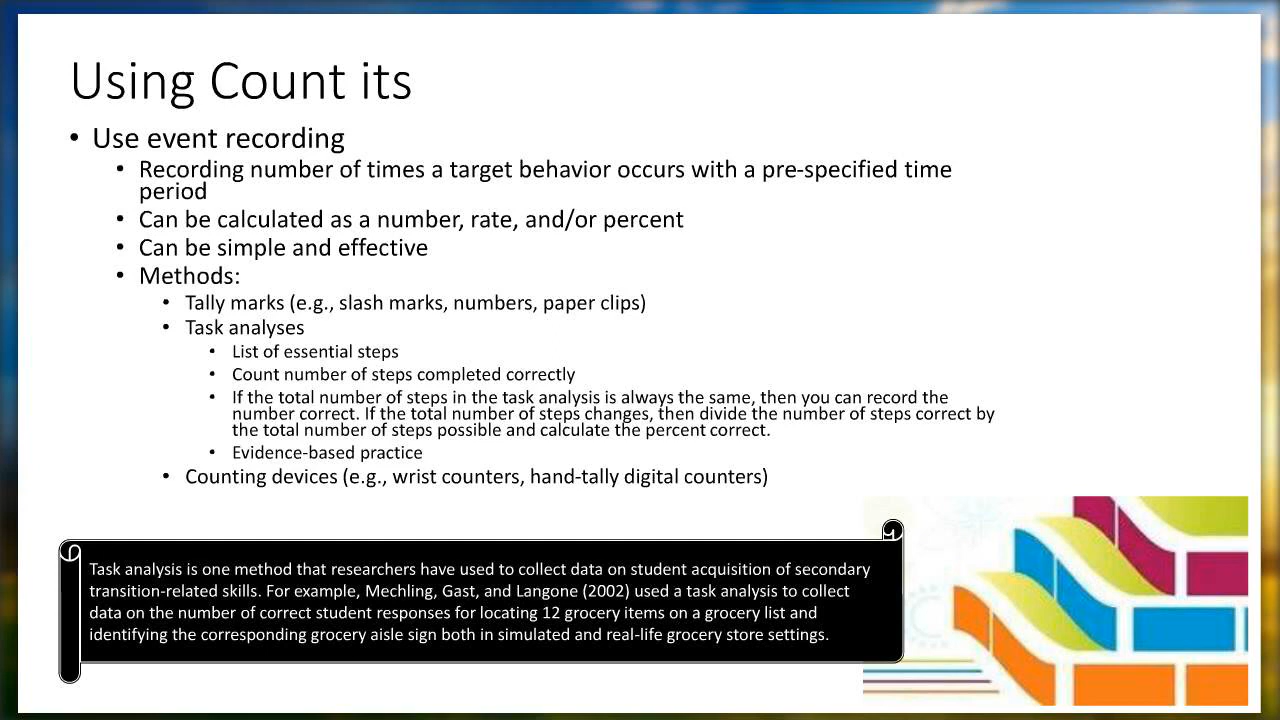 Using Count its
• Use event recording
• Recording number of times a target behavior occurs with a pre-specified time
period
• Can be calculated as a number, rate, and/or percent
• Can be simple and effective
• Methods:
• Tally marks (e.g., slash marks, numbers, paper clips)
• Task analyses
• List of essential steps
• Count number of steps completed correctly
• If the total number of steps in the task analysis is always the same, then you can record the
number correct. If the total number of steps changes, then divide the number of steps correct by
the total number of steps possible and calculate the percent correct.
• Evidence-based practice
• Counting devices (e.g., wrist counters, hand-tally digital counters)
Task analysis is one method that researchers have used to collect data on student acquisition of secondary
transition-related skills. For example, Mechling, Gast, and Langone (2002) used a task analysis to collect
data on the number of correct student responses for locating 12 grocery items on a grocery list and
identifying the corresponding grocery aisle sign both in simulated and real-life grocery store settings.